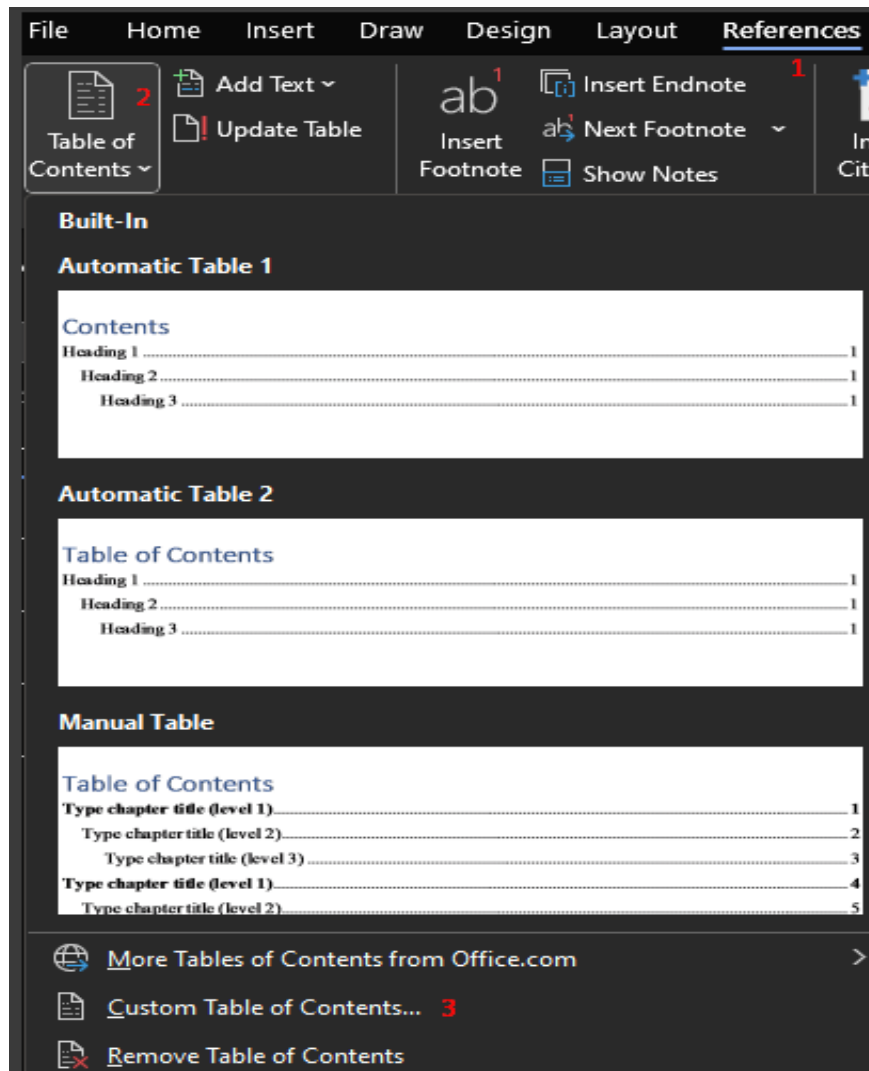 File Home Insert Draw Design Layout References
1
2 Add Text ab1 Insert Endnote
Table of Update Table Insert Next Footnote
Contents Footnote Show Notes
Built-In
Automatic Table 1
Contents
Heading 1 1
Heading 2 1
Heading 3 1
Automatic Table 2
Table of Contents
Heading 1 1
Heading 2 1
Heading 3 1
Manual Table
Table of Contents
Type chapter title (level 1) 1
Type chapter title (level 2) 2
Type chapter title (level 3) 3
Type chapter title (level 1) 4
Type chapter title (level 2) 5
More Tables of Contents from Office.com
Custom Table of Contents... 3
Remove Table of Contents